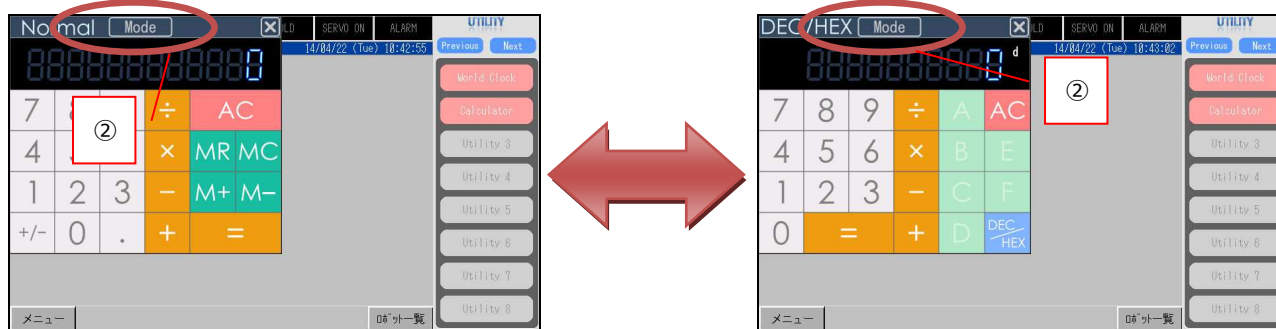 Normal Mode LD SERVO ON ALARM UTILITY
14/04/22 (Tue) 10:42:55 Previous Next
0
World Clock
7 ÷ AC Calculator
②
4 × MR MC Utility 3
1 2 3 − M+ M− Utility 4
Utility 5
+/− 0 . + = Utility 6
Utility 7
メニュー ロボット一覧 Utility 8
DEC/HEX Mode LD SERVO ON ALARM UTILITY
14/04/22 (Tue) 10:43:02 Previous Next
0 d
World Clock
②
7 8 9 ÷ A AC Calculator
4 5 6 × B E Utility 3
1 2 3 − C F Utility 4
Utility 5
0 = + D DEC/HEX Utility 6
Utility 7
メニュー ロボット一覧 Utility 8